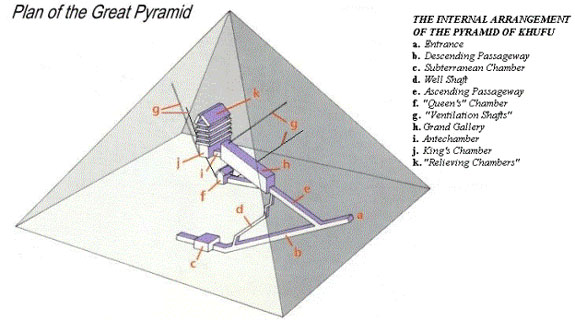 Plan of the Great Pyramid
THE INTERNAL ARRANGEMENT
OF THE PYRAMID OF KHUFU
a. Entrance
b. Descending Passageway
c. Subterranean Chamber
d. Well Shaft
e. Ascending Passageway
f. "Queen's" Chamber
g. "Ventilation Shafts"
h. Grand Gallery
i. Antechamber
j. King's Chamber
k. "Relieving Chambers"
g
k
g
j
i
h
f
e
d
a
b
c